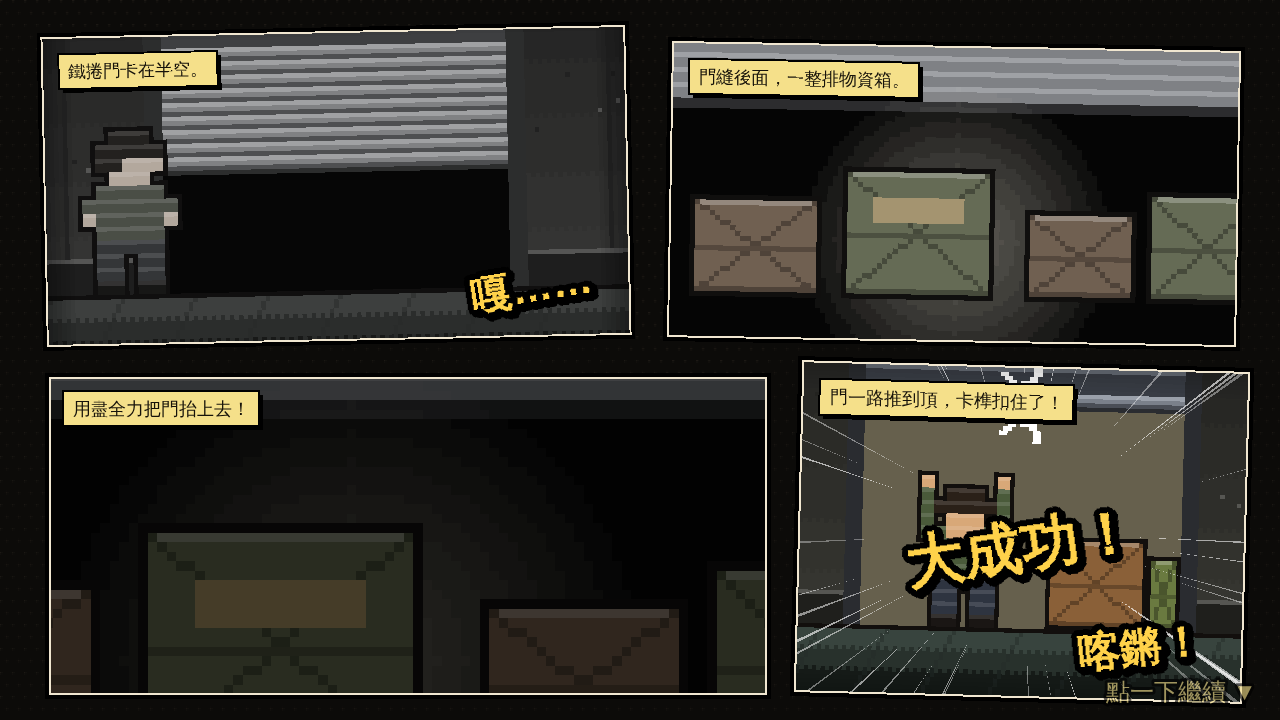 鐵捲門卡在半空。
嘎……
門縫後面，一整排物資箱。
用盡全力把門抬上去！
門一路推到頂，卡榫扣住了！
大成功！
喀鏘！
點一下繼續 ▼